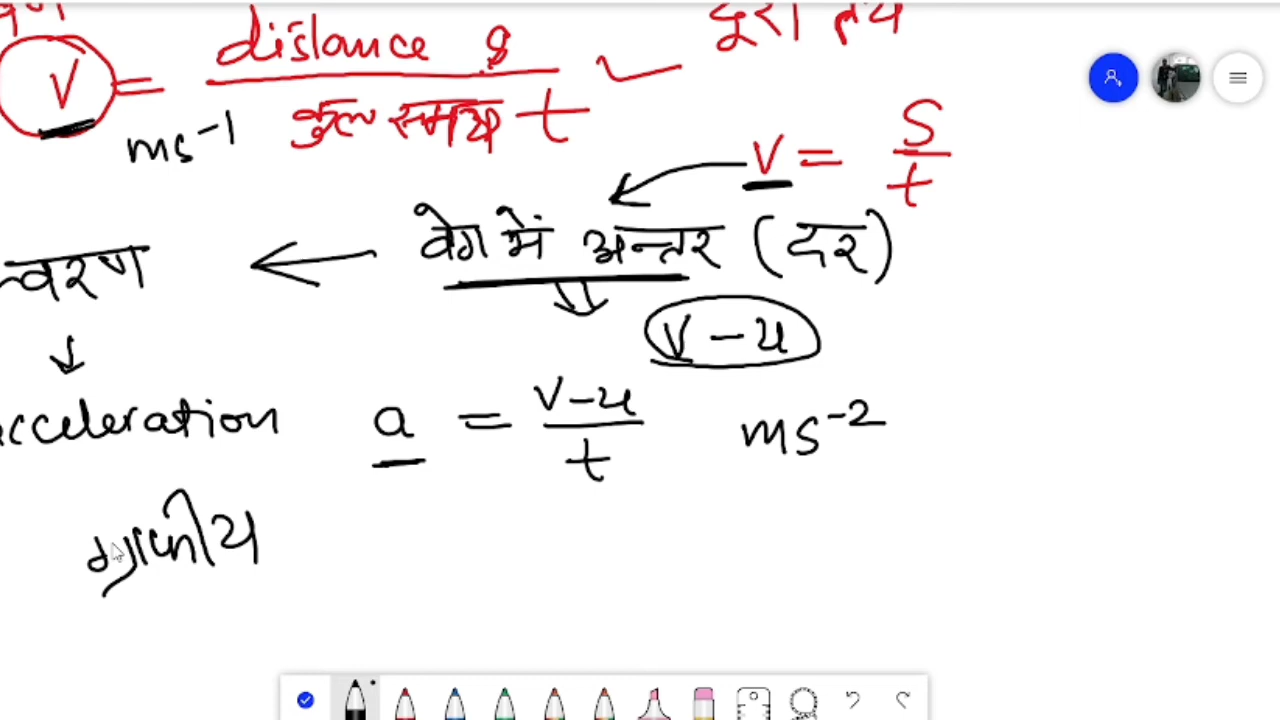 V = distance s / कुल समय t
ms⁻¹
V = S / t
त्वरण ← वेग में अन्तर (दर)
V − u
acceleration a = V−u / t ms⁻²